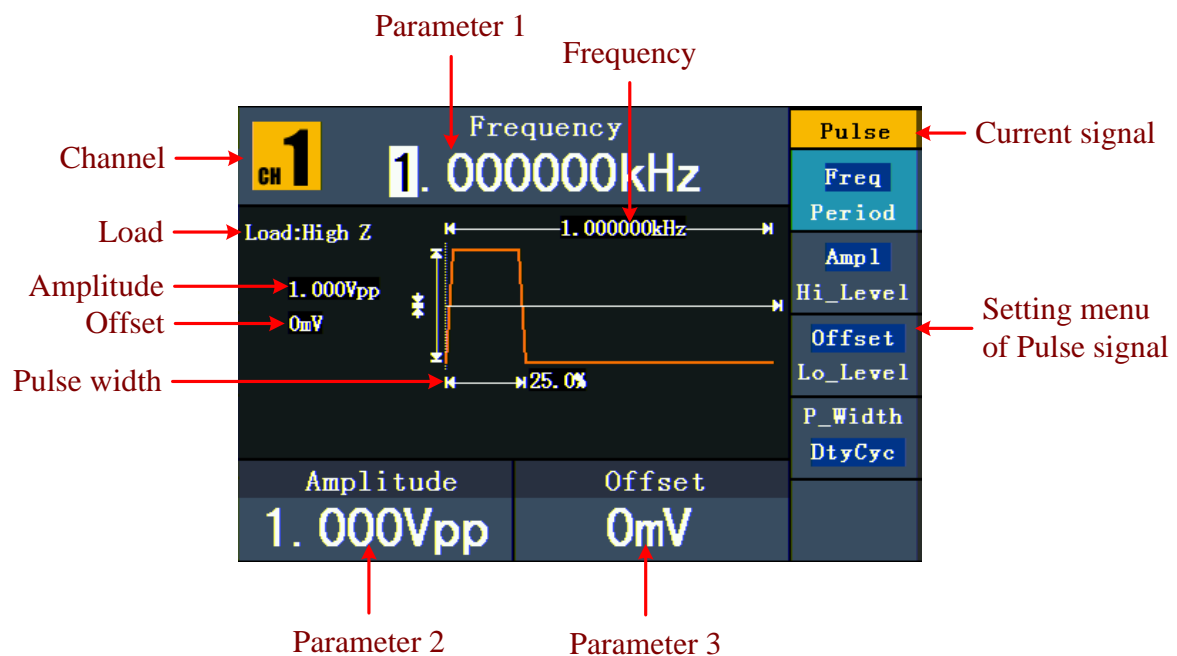 Parameter 1
Frequency
Channel
CH 1
Frequency
1.000000kHz
Pulse
Current signal
Freq
Period
Load
Load:High Z
1.000000kHz
Ampl
Hi_Level
Amplitude
1.000Vpp
Offset
0mV
Offset
Lo_Level
Setting menu
of Pulse signal
Pulse width
25.0%
P_Width
DtyCyc
Amplitude
Offset
1.000Vpp
0mV
Parameter 2
Parameter 3